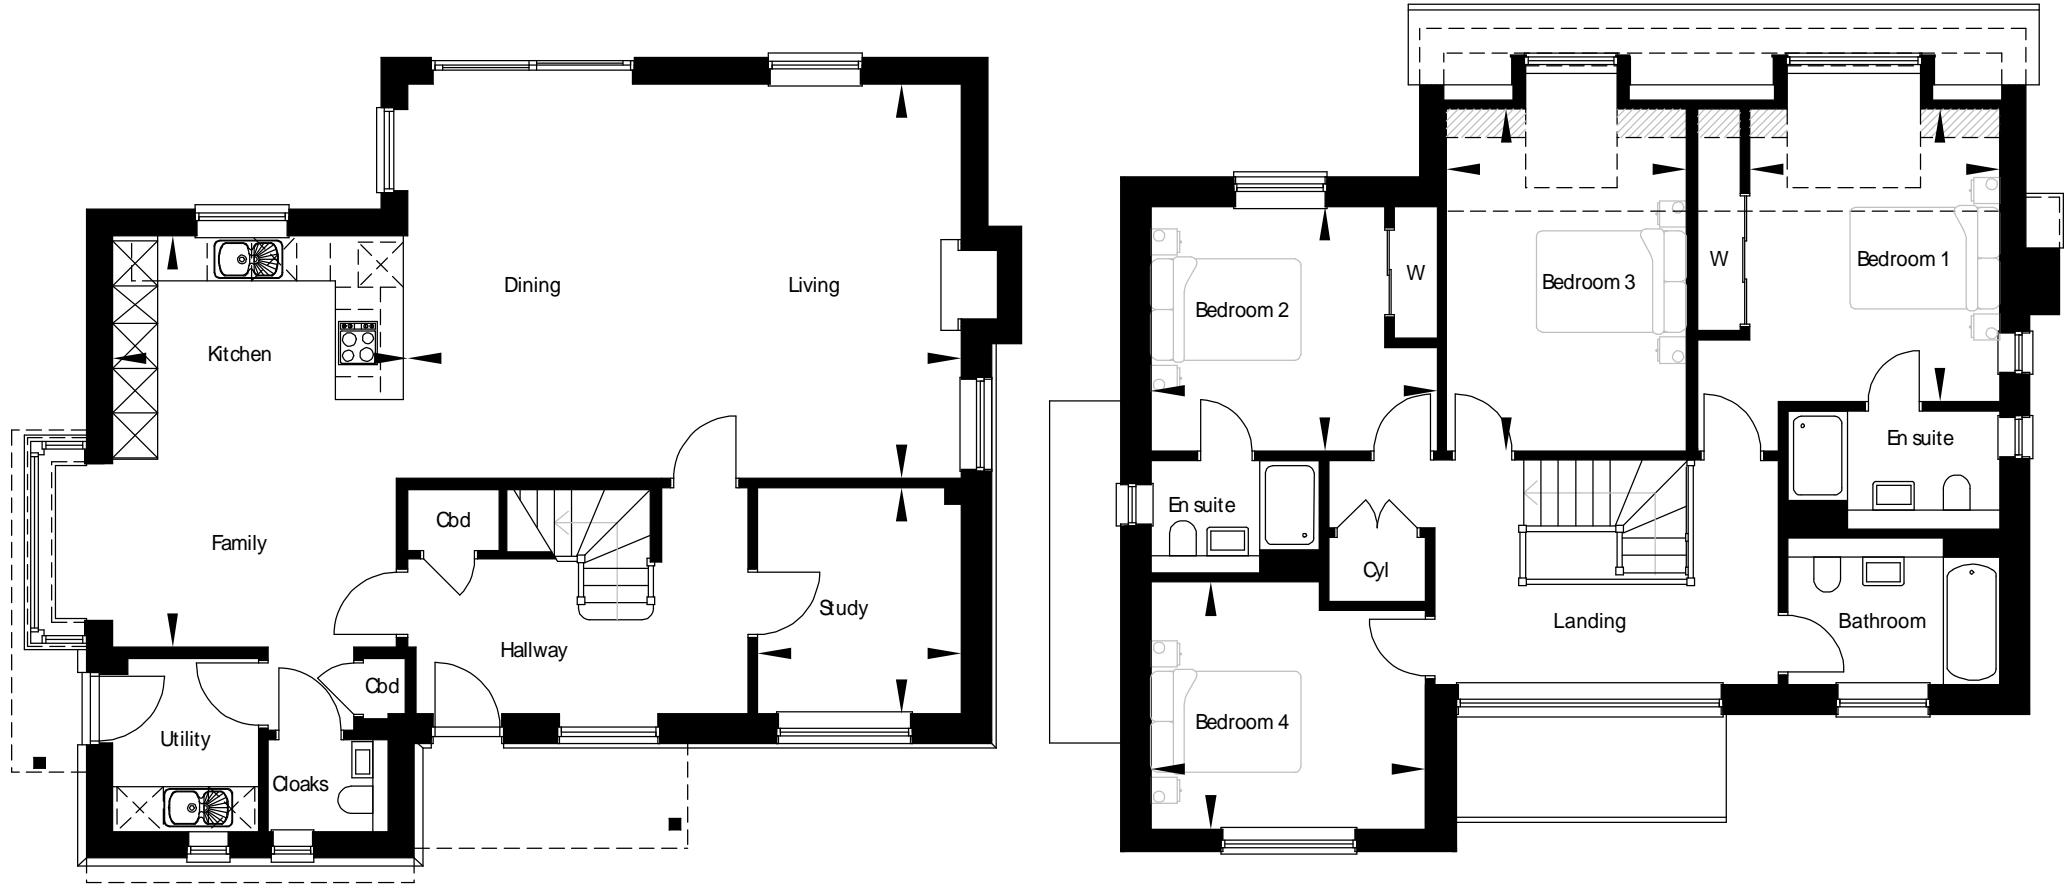 Dining
Living
Kitchen
Cbd
Family
Study
Hallway
Cbd
Utility
Cloaks
W
W
Bedroom 1
Bedroom 3
Bedroom 2
En suite
En suite
Cyl
Landing
Bathroom
Bedroom 4